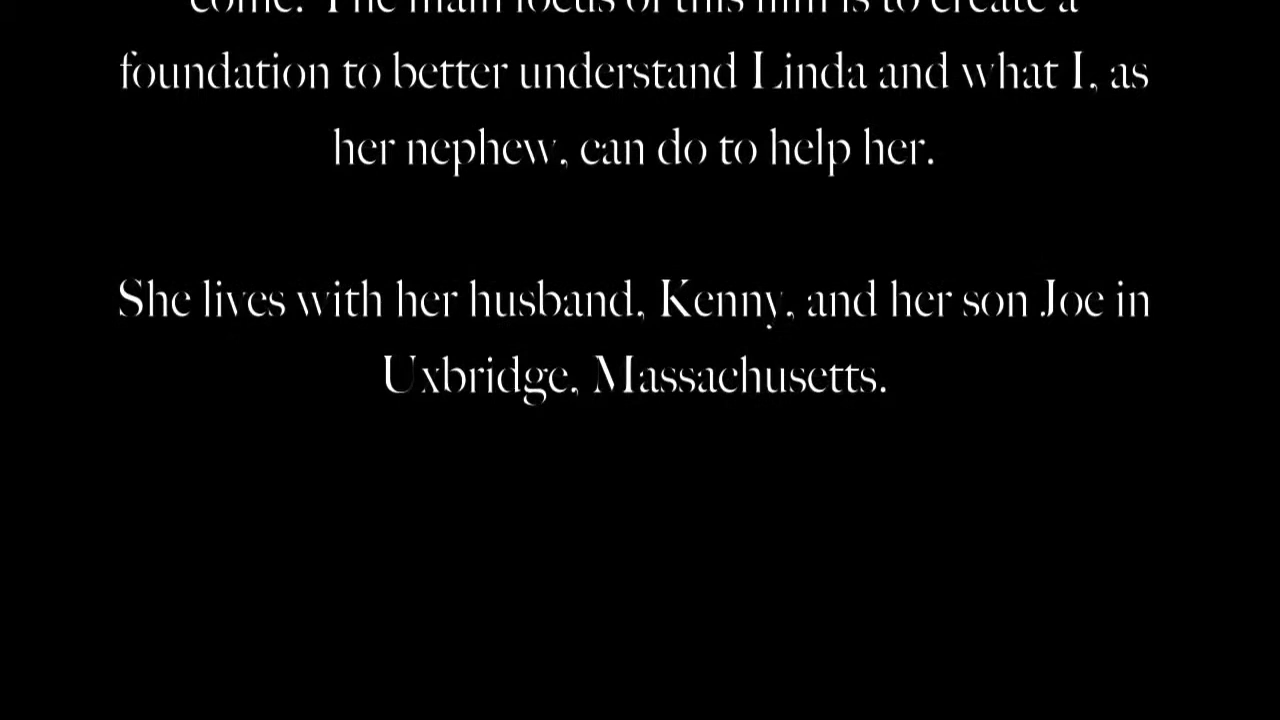 come. The main focus of this film is to create a
foundation to better understand Linda and what I, as
her nephew, can do to help her.
She lives with her husband, Kenny, and her son Joe in
Uxbridge, Massachusetts.